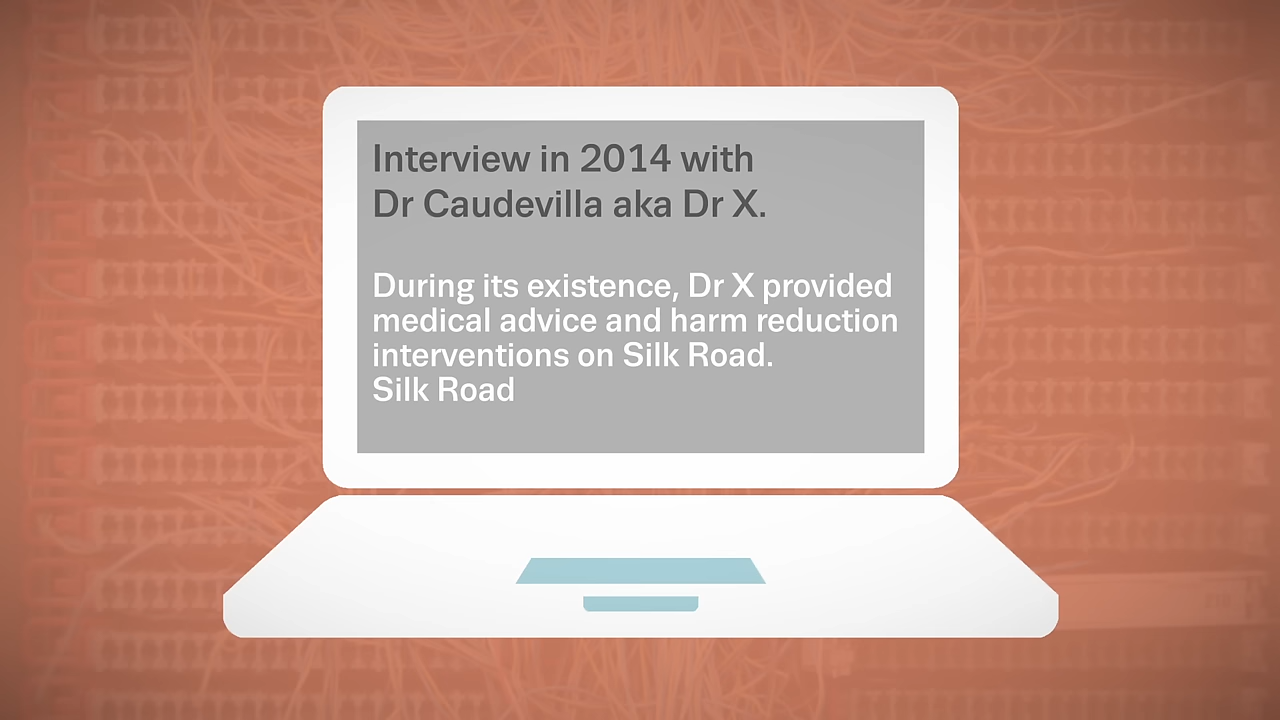 Interview in 2014 with
Dr Caudevilla aka Dr X.
During its existence, Dr X provided
medical advice and harm reduction
interventions on Silk Road.
Silk Road